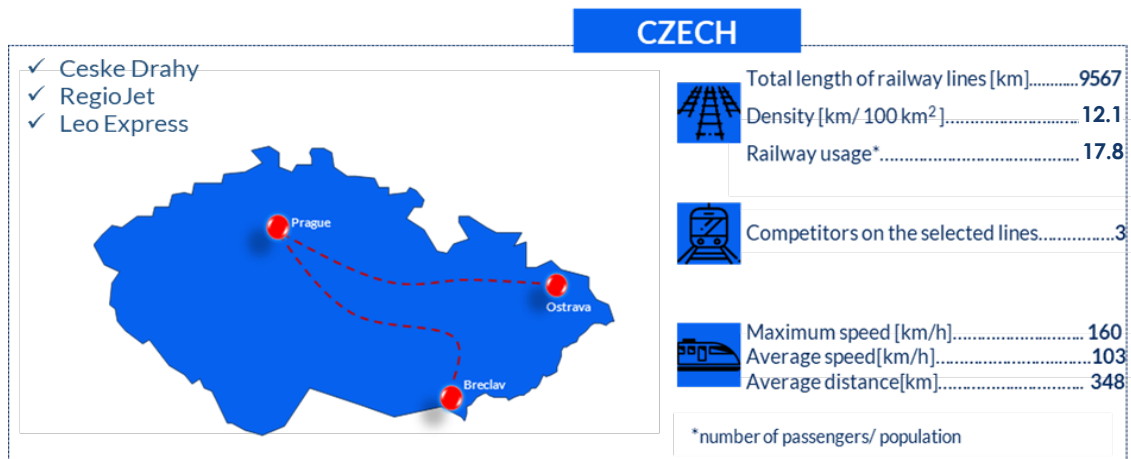 CZECH
✓ Ceske Drahy
✓ RegioJet
✓ Leo Express
Prague
Ostrava
Breclav
Total length of railway lines [km]............9567
Density [km/ 100 km²]........................... 12.1
Railway usage*........................................ 17.8
Competitors on the selected lines...............3
Maximum speed [km/h]........................... 160
Average speed[km/h]..............................103
Average distance[km]............................. 348
*number of passengers/ population